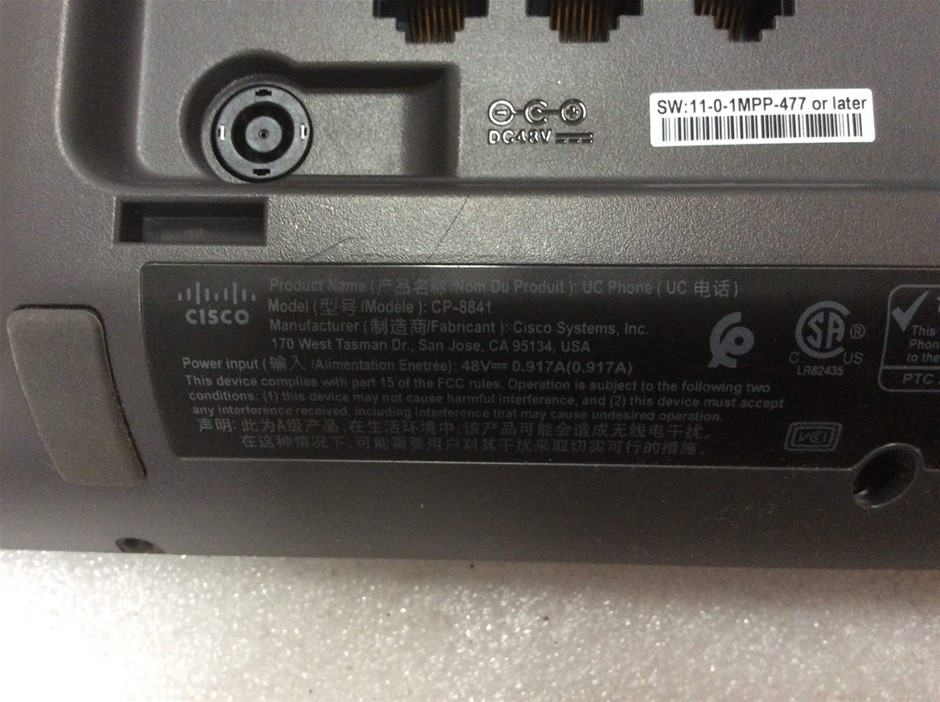 DC48V
SW:11-0-1MPP-477 or later
CISCO
Product Name (产品名称/Nom Du Produit): UC Phone (UC 电话)
Model (型号/Modèle): CP-8841
Manufacturer (制造商/Fabricant): Cisco Systems, Inc.
170 West Tasman Dr., San Jose, CA 95134, USA
Power input (输入/Alimentation Enetrée): 48V⎓0.917A(0.917A)
This device complies with part 15 of the FCC rules. Operation is subject to the following two
conditions: (1) this device may not cause harmful interference, and (2) this device must accept
any interference received, including interference that may cause undesired operation.
声明: 此为A级产品,在生活环境中,该产品可能会造成无线电干扰。
在这种情况下,可能需要用户对其干扰采取切实可行的措施。
SA ®
C US
LR82435
VCI
This
Phon
to the
PTC